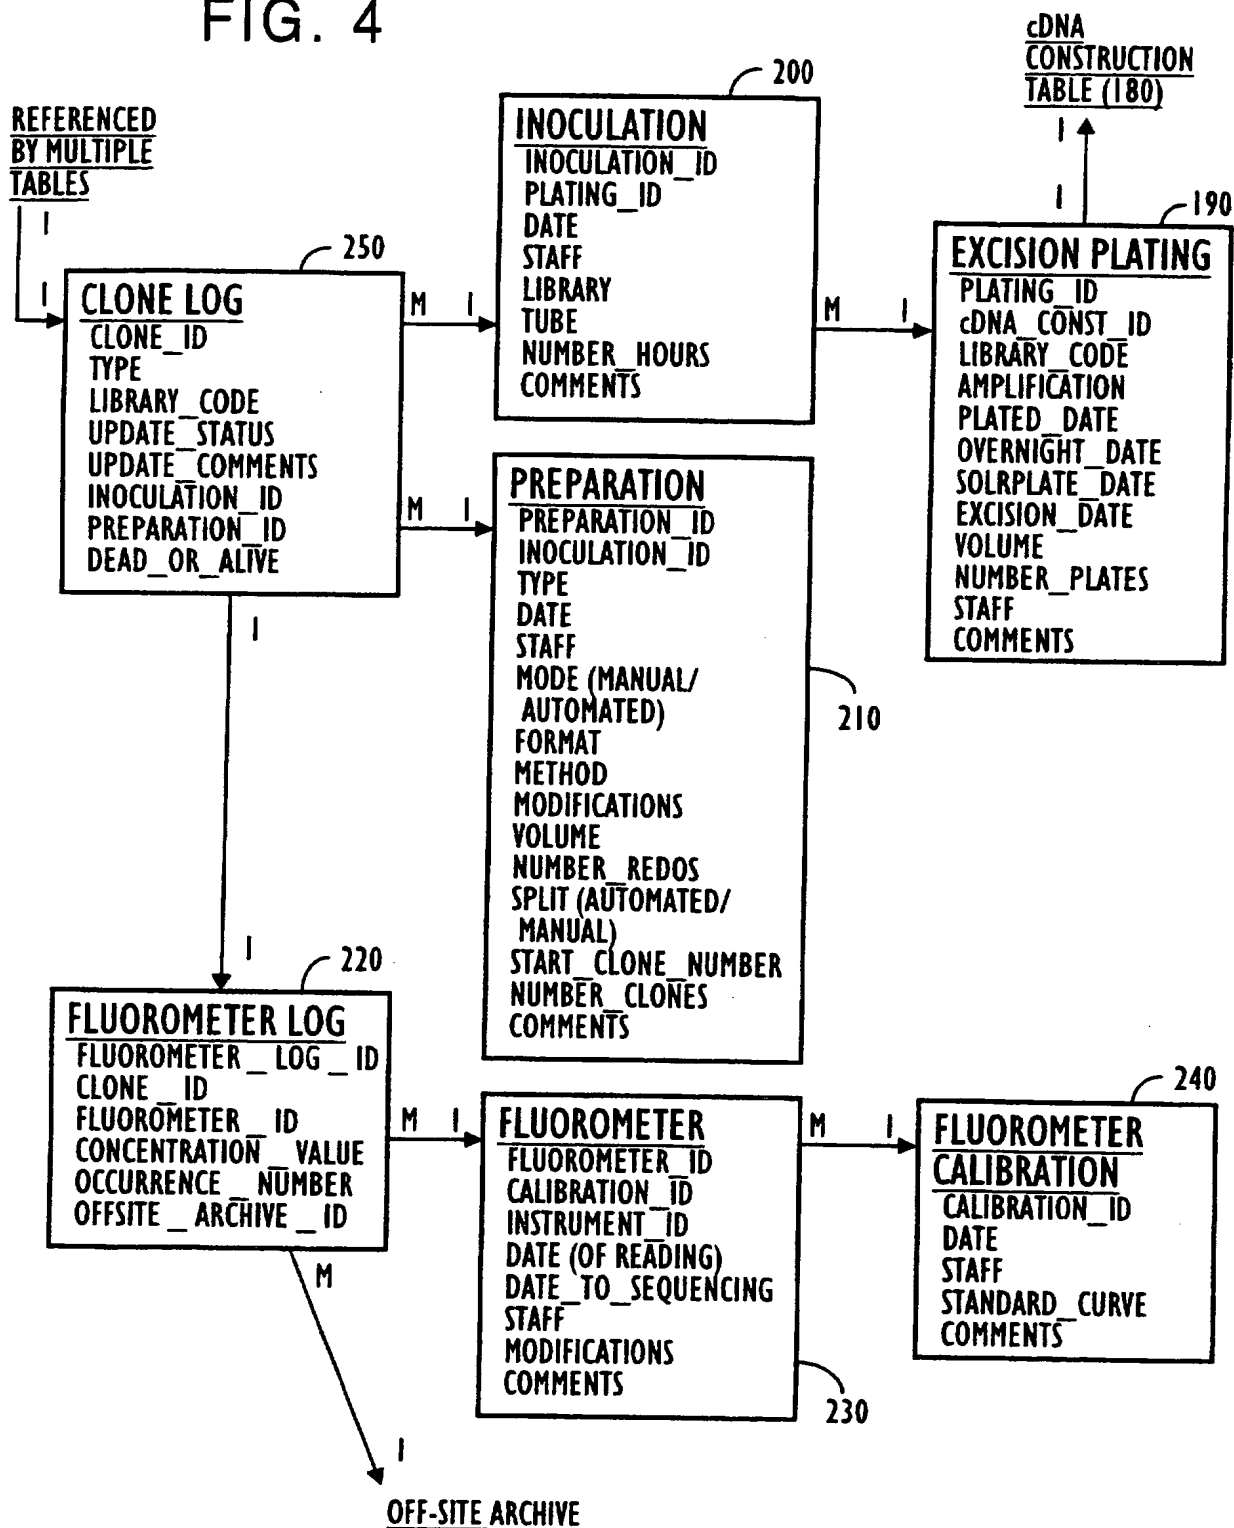 FIG. 4
cDNA
CONSTRUCTION
TABLE (180)
1
1
REFERENCED
BY MULTIPLE
TABLES
1
1
250
CLONE LOG
CLONE_ID
TYPE
LIBRARY_CODE
UPDATE_STATUS
UPDATE_COMMENTS
INOCULATION_ID
PREPARATION_ID
DEAD_OR_ALIVE
M 1
M 1
1
1
200
INOCULATION
INOCULATION_ID
PLATING_ID
DATE
STAFF
LIBRARY
TUBE
NUMBER_HOURS
COMMENTS
M 1
190
EXCISION PLATING
PLATING_ID
cDNA_CONST_ID
LIBRARY_CODE
AMPLIFICATION
PLATED_DATE
OVERNIGHT_DATE
SOLRPLATE_DATE
EXCISION_DATE
VOLUME
NUMBER_PLATES
STAFF
COMMENTS
PREPARATION
PREPARATION_ID
INOCULATION_ID
TYPE
DATE
STAFF
MODE (MANUAL/
AUTOMATED)
FORMAT
METHOD
MODIFICATIONS
VOLUME
NUMBER_REDOS
SPLIT (AUTOMATED/
MANUAL)
START_CLONE_NUMBER
NUMBER_CLONES
COMMENTS
210
220
FLUOROMETER LOG
FLUOROMETER_LOG_ID
CLONE_ID
FLUOROMETER_ID
CONCENTRATION_VALUE
OCCURRENCE_NUMBER
OFFSITE_ARCHIVE_ID
M 1
FLUOROMETER
FLUOROMETER_ID
CALIBRATION_ID
INSTRUMENT_ID
DATE (OF READING)
DATE_TO_SEQUENCING
STAFF
MODIFICATIONS
COMMENTS
230
M 1
240
FLUOROMETER
CALIBRATION
CALIBRATION_ID
DATE
STAFF
STANDARD_CURVE
COMMENTS
M
1
OFF-SITE ARCHIVE